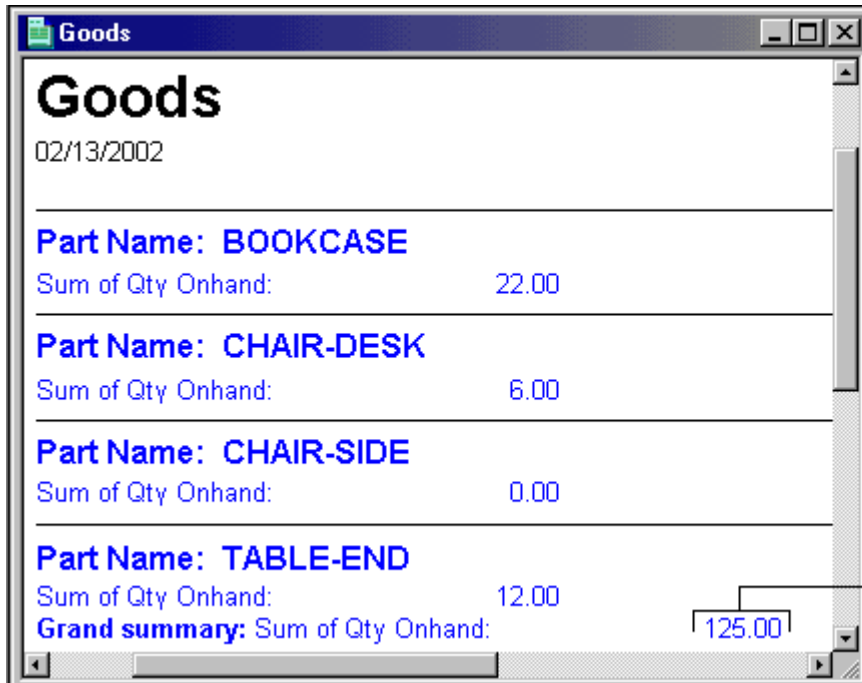 Goods
Goods
02/13/2002
Part Name: BOOKCASE
Sum of Qty Onhand: 22.00
Part Name: CHAIR-DESK
Sum of Qty Onhand: 6.00
Part Name: CHAIR-SIDE
Sum of Qty Onhand: 0.00
Part Name: TABLE-END
Sum of Qty Onhand: 12.00
Grand summary: Sum of Qty Onhand: 125.00